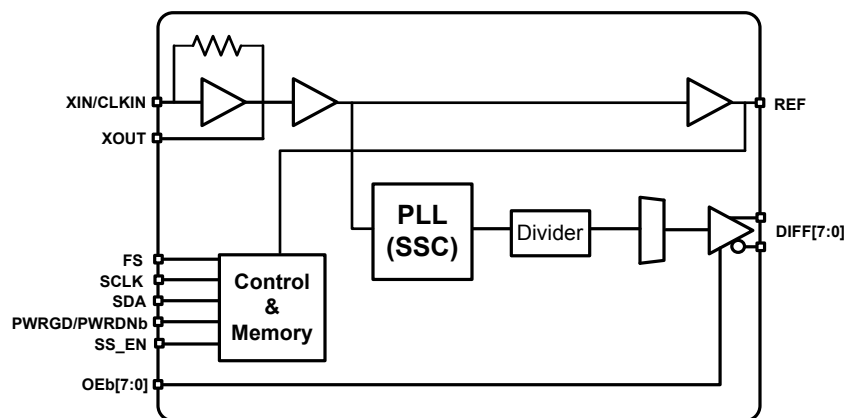 XIN/CLKIN
XOUT
REF
PLL
(SSC)
Divider
DIFF[7:0]
FS
SCLK
SDA
PWRGD/PWRDNb
SS_EN
Control
&
Memory
OEb[7:0]